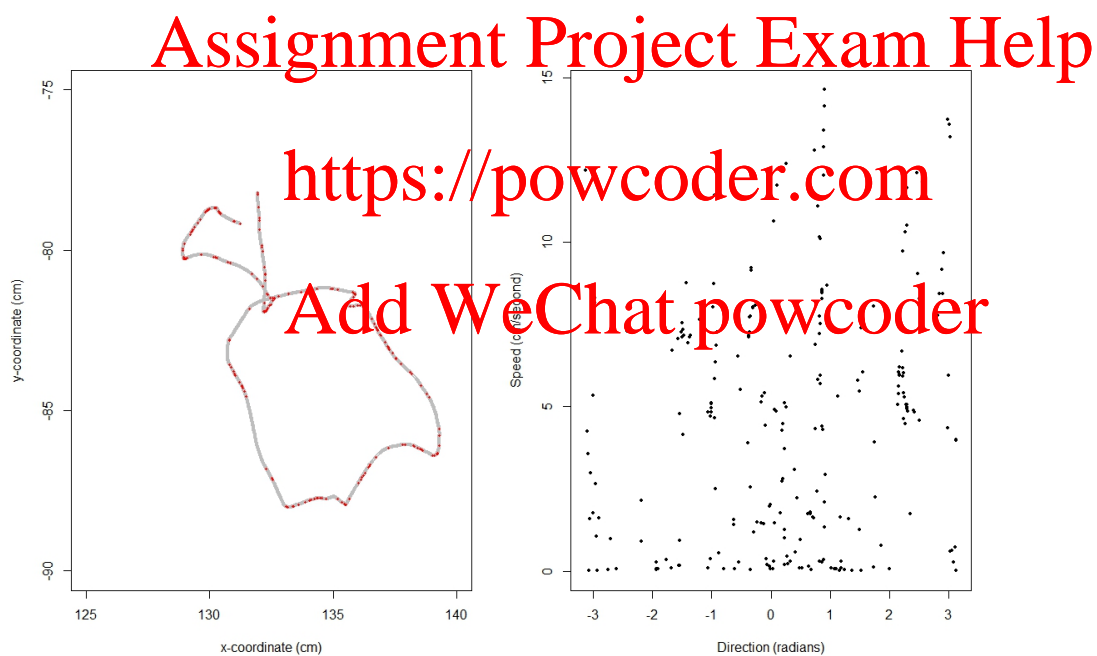 Assignment Project Exam Help
https://powcoder.com
Add WeChat powcoder
-75
-80
-85
-90
y-coordinate (cm)
125 130 135 140
x-coordinate (cm)
15
10
5
0
Speed (cm/second)
-3 -2 -1 0 1 2 3
Direction (radians)